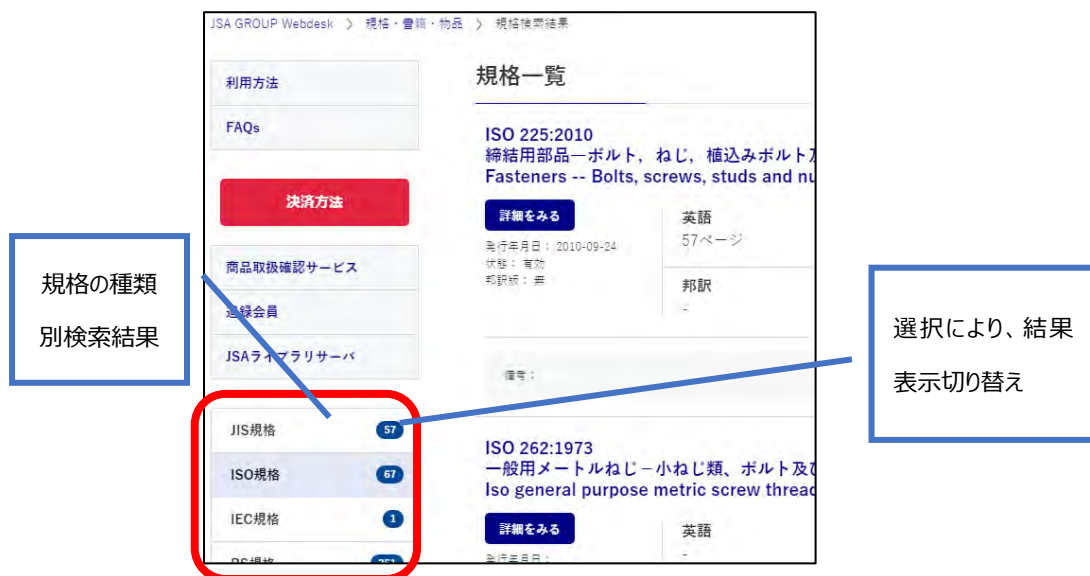 JSA GROUP Webdesk 〉 規格・書籍・物品 〉 規格検索結果
利用方法
FAQs
決済方法
商品取扱確認サービス
登録会員
JSAライブラリサーバ
JIS規格 57
ISO規格 67
IEC規格 1
BS規格 351
規格一覧
ISO 225:2010
締結用部品―ボルト，ねじ，植込みボルト及
Fasteners -- Bolts, screws, studs and nu
詳細をみる
発行年月日： 2010-09-24
状態： 有効
邦訳版： 無
英語
57ページ
邦訳
-
備考：
ISO 262:1973
一般用メートルねじ－小ねじ類、ボルト及び
Iso general purpose metric screw thread
詳細をみる
発行年月日：
英語
-
規格の種類
別検索結果
選択により、結果
表示切り替え